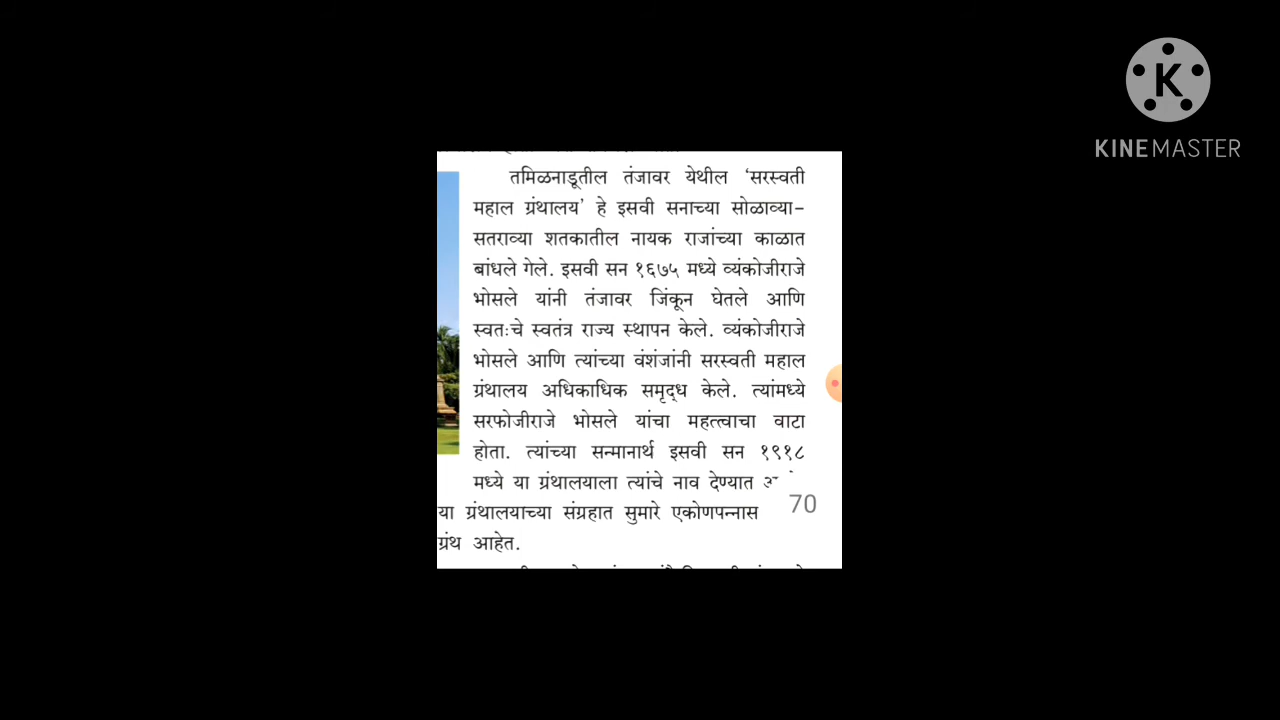 KINEMASTER
तमिळनाडूतील तंजावर येथील ‘सरस्वती
महाल ग्रंथालय’ हे इसवी सनाच्या सोळाव्या-
सतराव्या शतकातील नायक राजांच्या काळात
बांधले गेले. इसवी सन १६७५ मध्ये व्यंकोजीराजे
भोसले यांनी तंजावर जिंकून घेतले आणि
स्वतःचे स्वतंत्र राज्य स्थापन केले. व्यंकोजीराजे
भोसले आणि त्यांच्या वंशंजांनी सरस्वती महाल
ग्रंथालय अधिकाधिक समृद्ध केले. त्यांमध्ये
सरफोजीराजे भोसले यांचा महत्त्वाचा वाटा
होता. त्यांच्या सन्मानार्थ इसवी सन १९१८
मध्ये या ग्रंथालयाला त्यांचे नाव देण्यात
70
या ग्रंथालयाच्या संग्रहात सुमारे एकोणपन्नास
ग्रंथ आहेत.